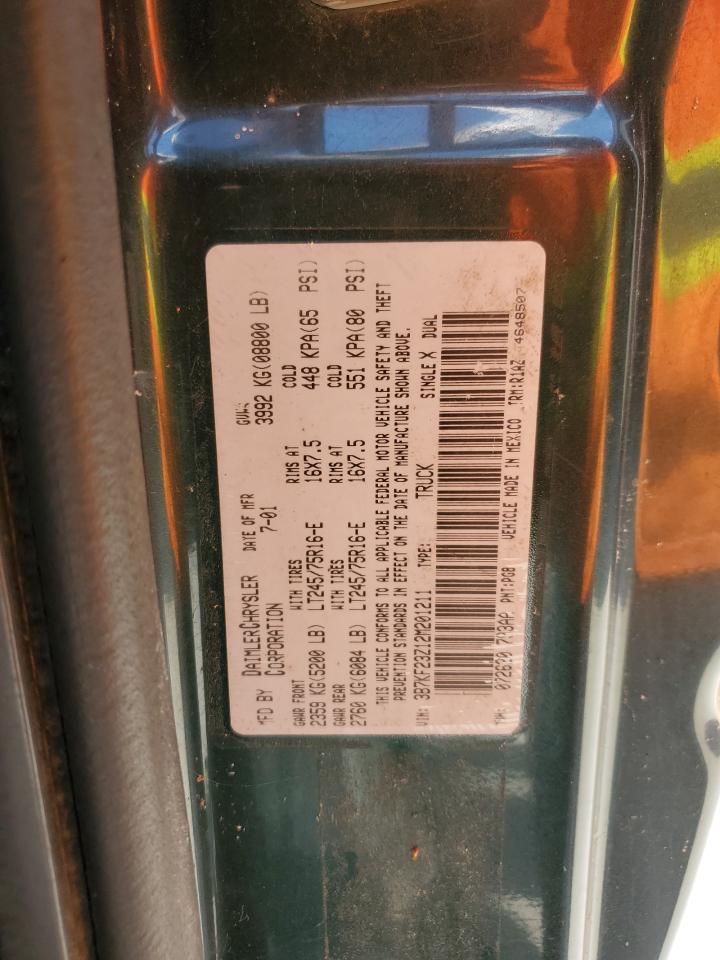 MFD BY DAIMLERCHRYSLER CORPORATION
DATE OF MFR 7-01
GVWR 3992 KG(08800 LB)
GAWR FRONT WITH TIRES RIMS AT COLD
2359 KG(5200 LB) LT245/75R16-E 16X7.5 448 KPA(65 PSI)
GAWR REAR WITH TIRES RIMS AT COLD
2760 KG(6084 LB) LT245/75R16-E 16X7.5 551 KPA(80 PSI)
THIS VEHICLE CONFORMS TO ALL APPLICABLE FEDERAL MOTOR VEHICLE SAFETY AND THEFT
PREVENTION STANDARDS IN EFFECT ON THE DATE OF MANUFACTURE SHOWN ABOVE.
VIN: 3B7KF23Z12M201211 TYPE: TRUCK SINGLE X DUAL
PNT:PGB VEHICLE MADE IN MEXICO TRM:R1AZ 4648507